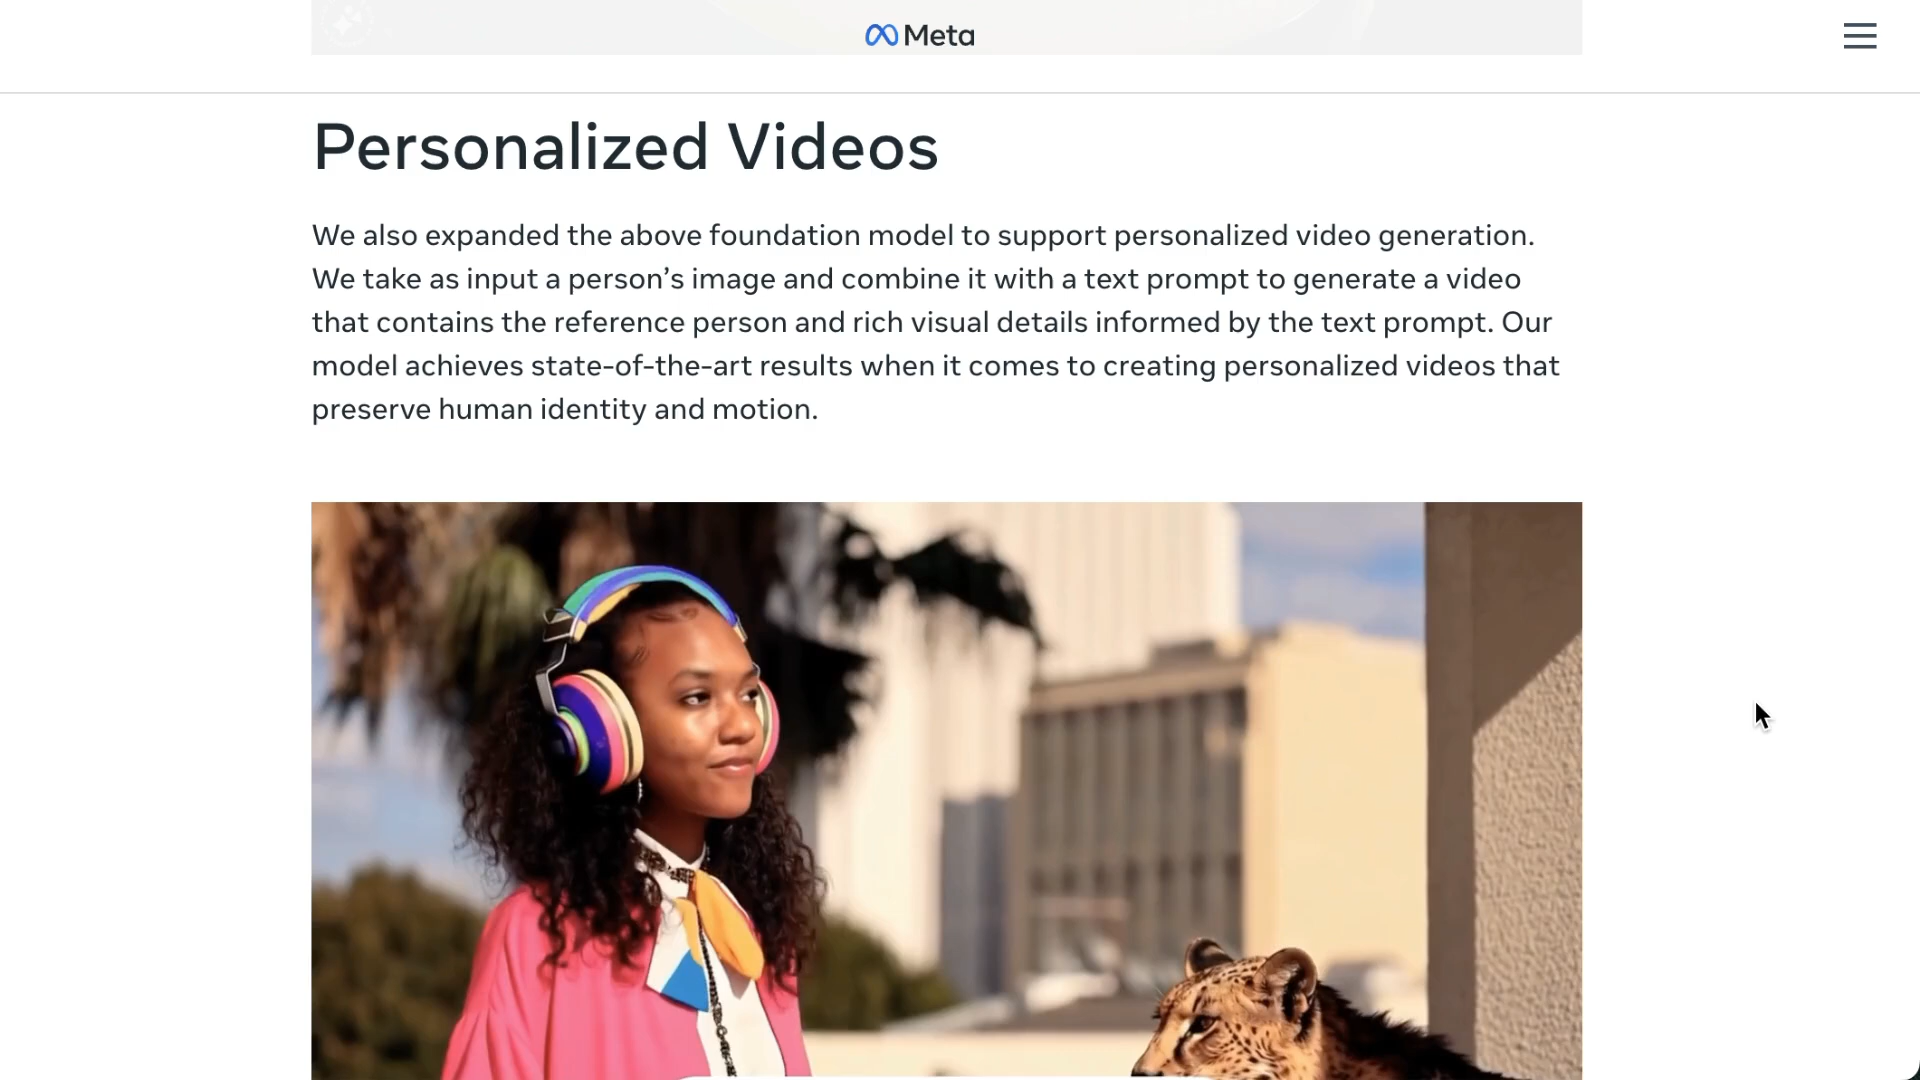 Meta
Personalized Videos
We also expanded the above foundation model to support personalized video generation.
We take as input a person’s image and combine it with a text prompt to generate a video
that contains the reference person and rich visual details informed by the text prompt. Our
model achieves state-of-the-art results when it comes to creating personalized videos that
preserve human identity and motion.